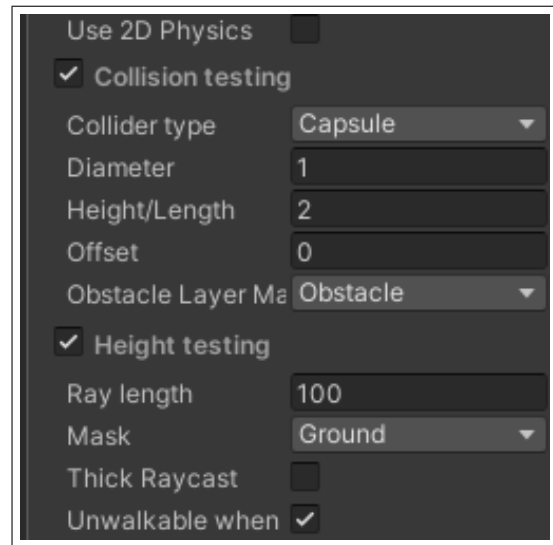 Use 2D Physics
Collision testing
Collider type Capsule
Diameter 1
Height/Length 2
Offset 0
Obstacle Layer Ma Obstacle
Height testing
Ray length 100
Mask Ground
Thick Raycast
Unwalkable when